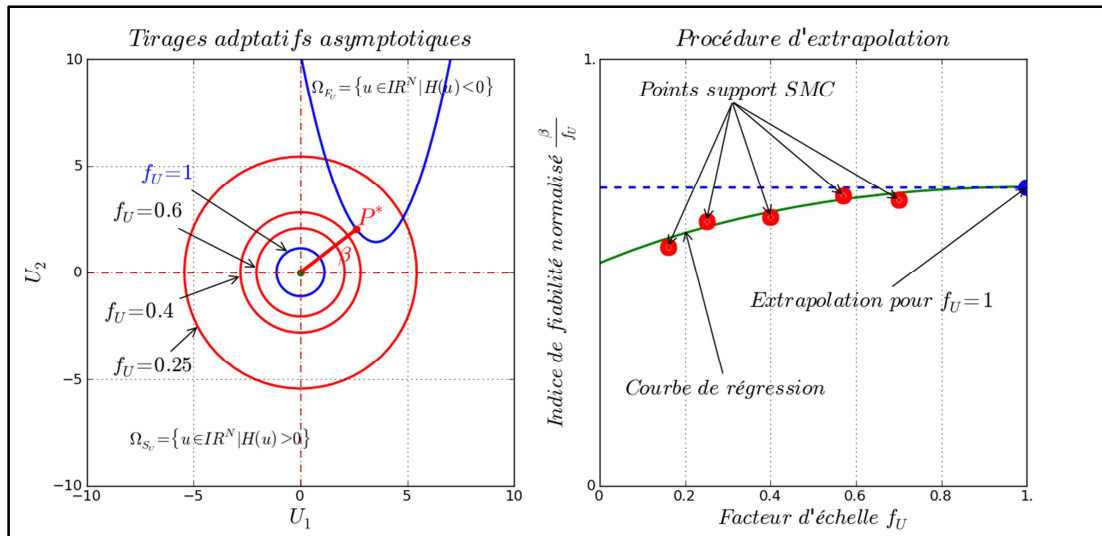 Tirages adptatifs asymptotiques
10
5
0
−5
−10
−10
−5
0
5
10
U_2
U_1
Ω_{F_U}={u∈IR^N|H(u)<0}
f_U=1
f_U=0.6
f_U=0.4
f_U=0.25
P*
β
Ω_{S_U}={u∈IR^N|H(u)>0}
Procédure d'extrapolation
1.
0
0
0.2
0.4
0.6
0.8
1.
Indice de fiabilité normalisé β/f_U
Facteur d'échelle f_U
Points support SMC
Extrapolation pour f_U=1
Courbe de régression